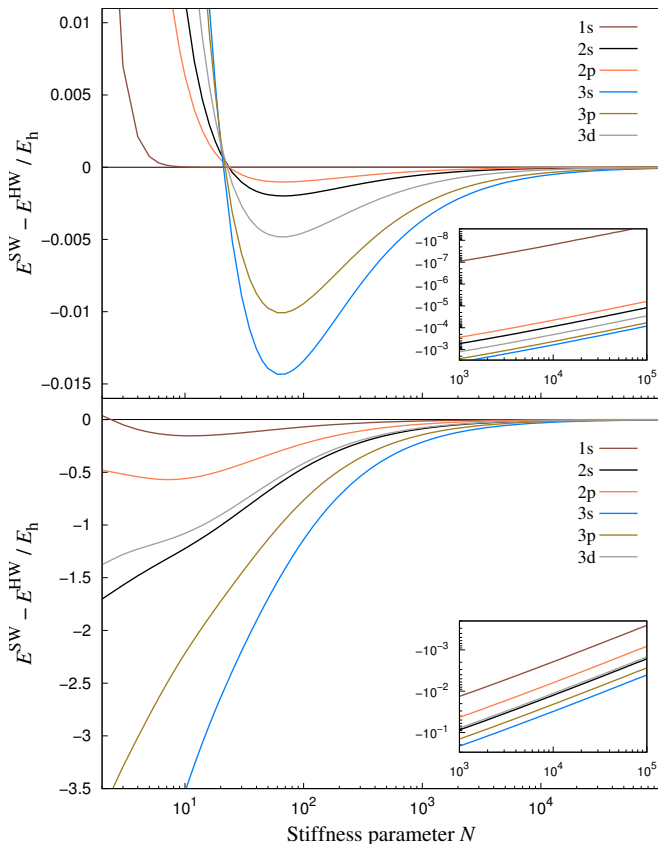 0.01
0.005
0
−0.005
−0.01
−0.015
E^SW − E^HW / E_h
1s
2s
2p
3s
3p
3d
-10^-8
-10^-7
-10^-6
-10^-5
-10^-4
-10^-3
10^3 10^4 10^5
0
−0.5
−1
−1.5
−2
−2.5
−3
−3.5
E^SW − E^HW / E_h
1s
2s
2p
3s
3p
3d
-10^-3
-10^-2
-10^-1
10^3 10^4 10^5
10^1 10^2 10^3 10^4
Stiffness parameter N